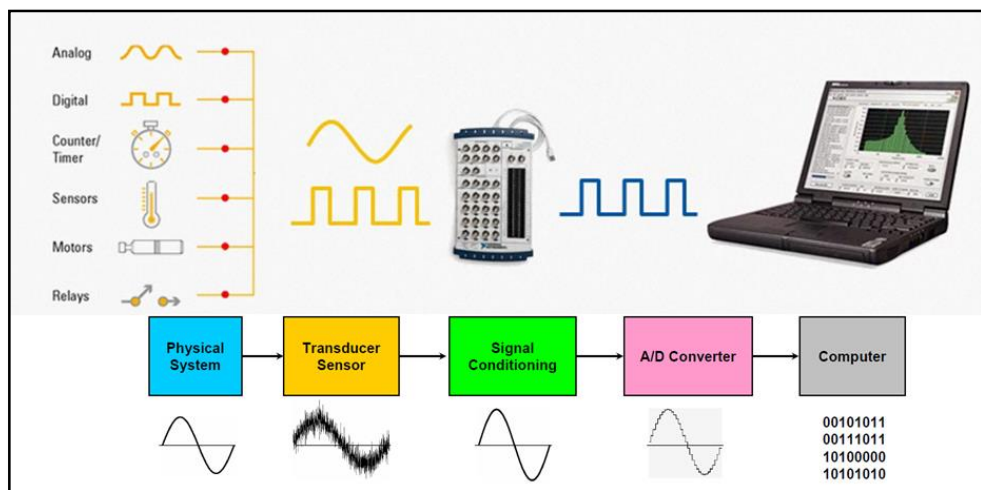 Analog
Digital
Counter/
Timer
Sensors
Motors
Relays
Physical
System
Transducer
Sensor
Signal
Conditioning
A/D Converter
Computer
00101011
00111011
10100000
10101010